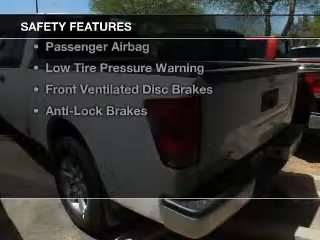 SAFETY FEATURES
• Passenger Airbag
• Low Tire Pressure Warning
• Front Ventilated Disc Brakes
• Anti-Lock Brakes